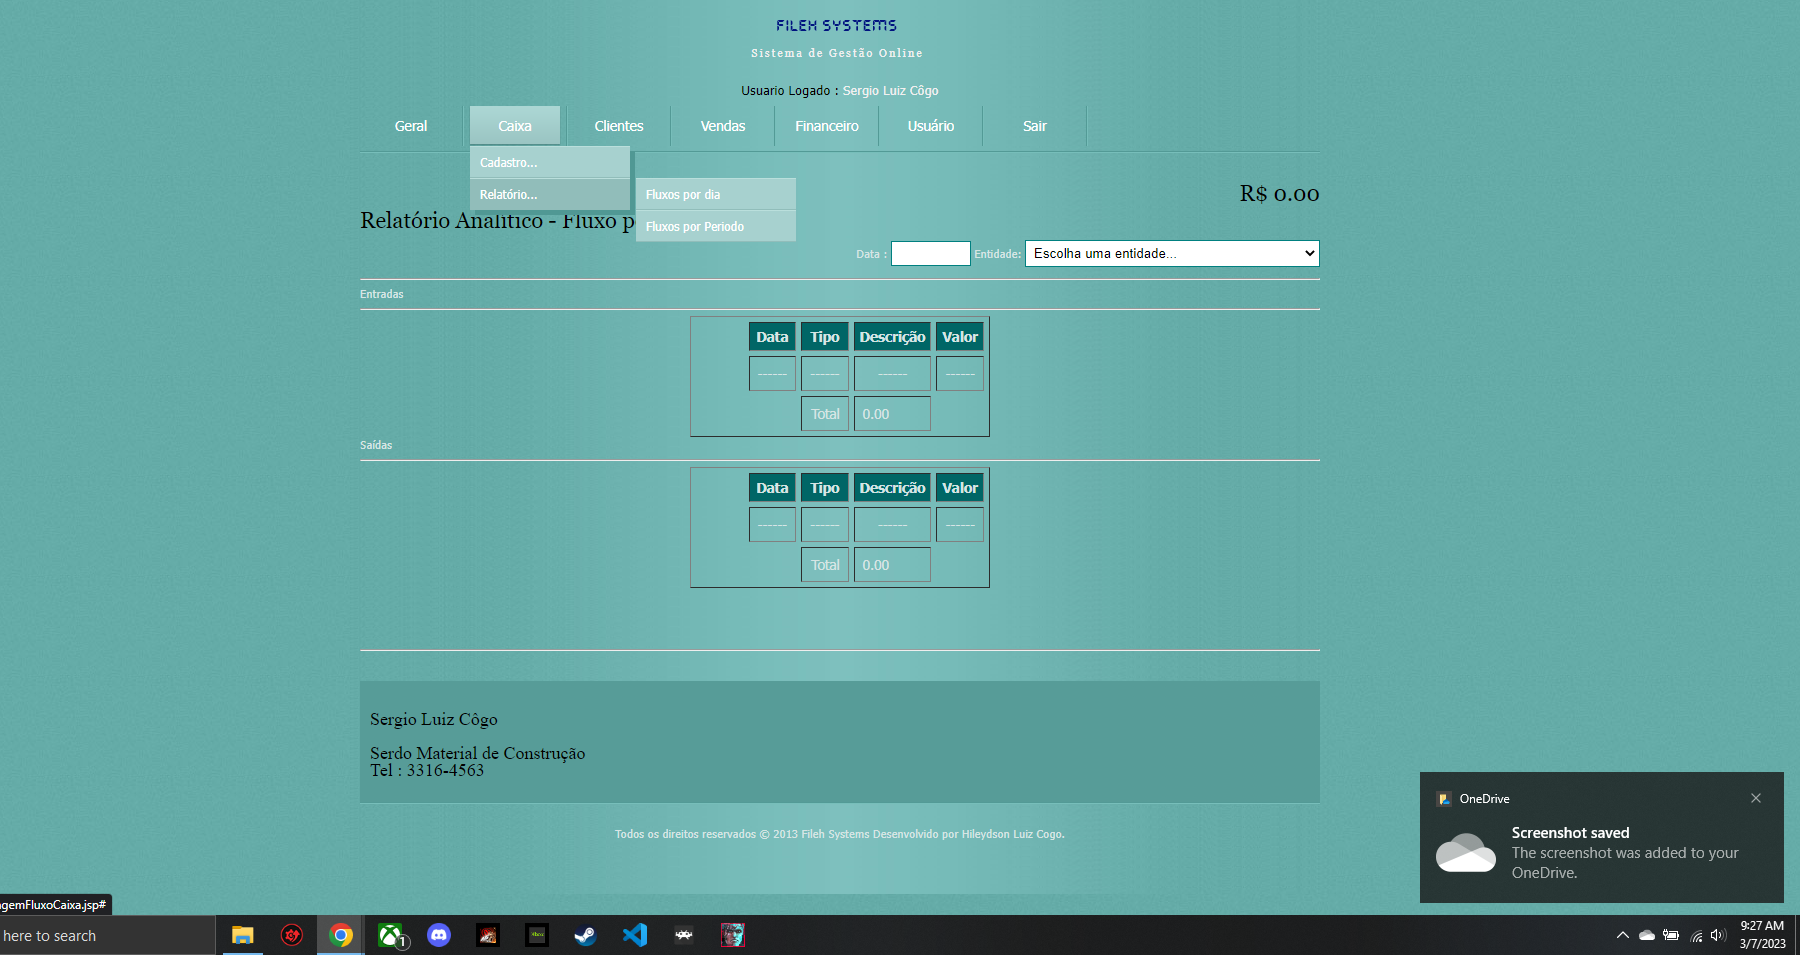 FILEH SYSTEMS
Sistema de Gestão Online
Usuario Logado : Sergio Luiz Côgo
Geral Caixa Clientes Vendas Financeiro Usuário Sair
Cadastro...
Relatório...
Fluxos por dia
Fluxos por Periodo
R$ 0.00
Relatório Analítico - Fluxo p
Data : Entidade: Escolha uma entidade...
Entradas
Data Tipo Descrição Valor
------ ------ ------ ------
Total 0.00
Saídas
Data Tipo Descrição Valor
------ ------ ------ ------
Total 0.00
Sergio Luiz Côgo
Serdo Material de Construção
Tel : 3316-4563
Todos os direitos reservados © 2013 Fileh Systems Desenvolvido por Hileydson Luiz Cogo.
OneDrive
Screenshot saved
The screenshot was added to your
OneDrive.
agemFluxoCaixa.jsp#
here to search
1
9:27 AM
3/7/2023